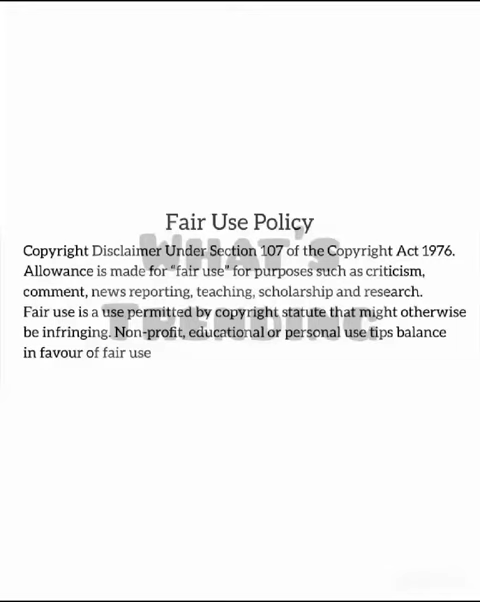 Fair Use Policy
Copyright Disclaimer Under Section 107 of the Copyright Act 1976.
Allowance is made for "fair use" for purposes such as criticism,
comment, news reporting, teaching, scholarship and research.
Fair use is a use permitted by copyright statute that might otherwise
be infringing. Non-profit, educational or personal use tips balance
in favour of fair use
WHAT'S
TRENDING